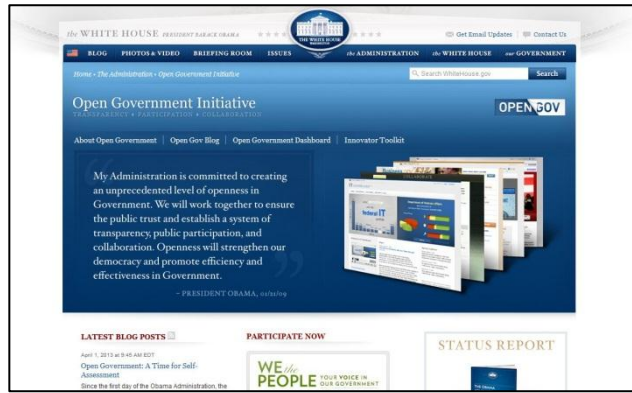 the WHITE HOUSE PRESIDENT BARACK OBAMA
THE WHITE HOUSE
WASHINGTON
Get Email Updates Contact Us
BLOG PHOTOS & VIDEO BRIEFING ROOM ISSUES the ADMINISTRATION the WHITE HOUSE our GOVERNMENT
Home • The Administration • Open Government Initiative
Search WhiteHouse.gov Search
Open Government Initiative
TRANSPARENCY • PARTICIPATION • COLLABORATION
OPEN GOV
About Open Government | Open Gov Blog | Open Government Dashboard | Innovator Toolkit
“ My Administration is committed to creating
an unprecedented level of openness in
Government. We will work together to ensure
the public trust and establish a system of
transparency, public participation, and
collaboration. Openness will strengthen our
democracy and promote efficiency and
effectiveness in Government. ”
~ PRESIDENT OBAMA, 01/21/09
federal IT
LATEST BLOG POSTS
April 1, 2013 at 9:45 AM EDT
Open Government: A Time for Self-
Assessment
Since the first day of the Obama Administration, the
PARTICIPATE NOW
WE the
PEOPLE YOUR VOICE IN
OUR GOVERNMENT
STATUS REPORT